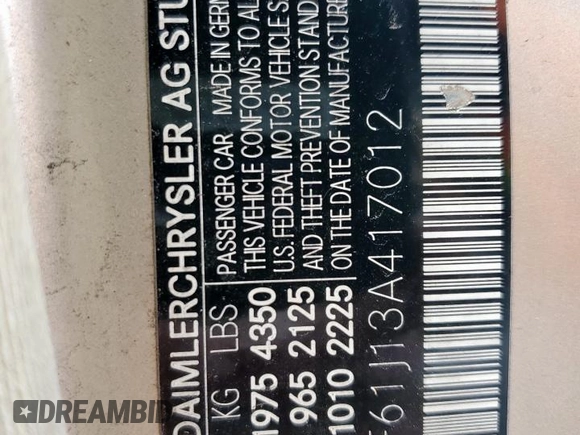 DAIMLERCHRYSLER AG STU
KG LBS PASSENGER CAR MADE IN GERM
1975 4350 THIS VEHICLE CONFORMS TO AL
965 2125 U.S. FEDERAL MOTOR VEHICLE S
1010 2225 AND THEFT PREVENTION STAND
ON THE DATE OF MANUFACTURE
61J13A417012
DREAMBID